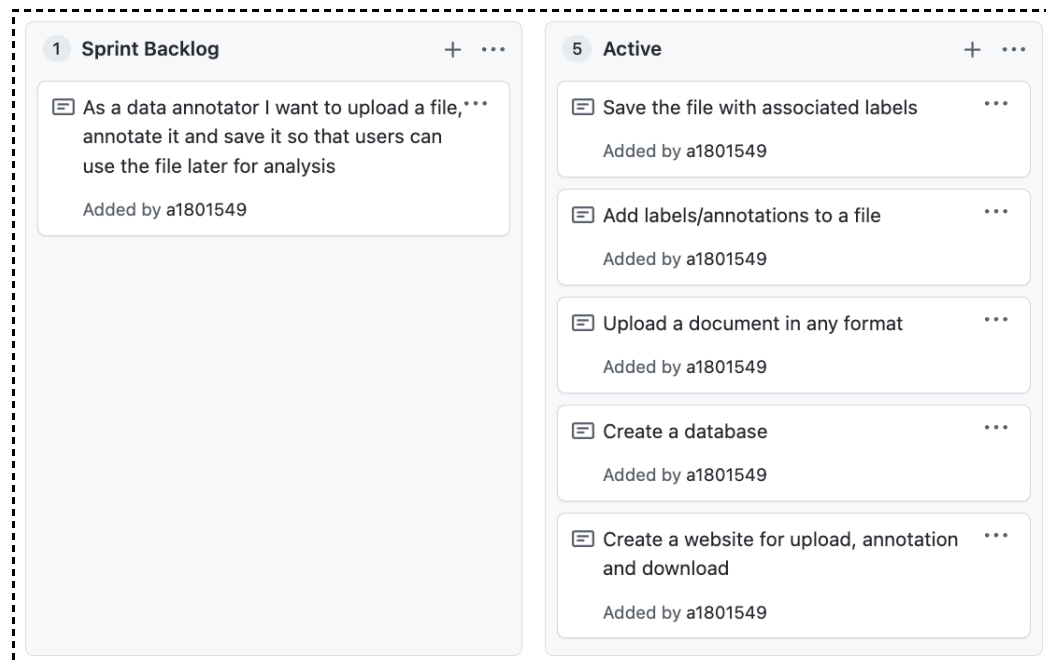 1 Sprint Backlog
As a data annotator I want to upload a file,
annotate it and save it so that users can
use the file later for analysis
Added by a1801549
5 Active
Save the file with associated labels
Added by a1801549
Add labels/annotations to a file
Added by a1801549
Upload a document in any format
Added by a1801549
Create a database
Added by a1801549
Create a website for upload, annotation
and download
Added by a1801549